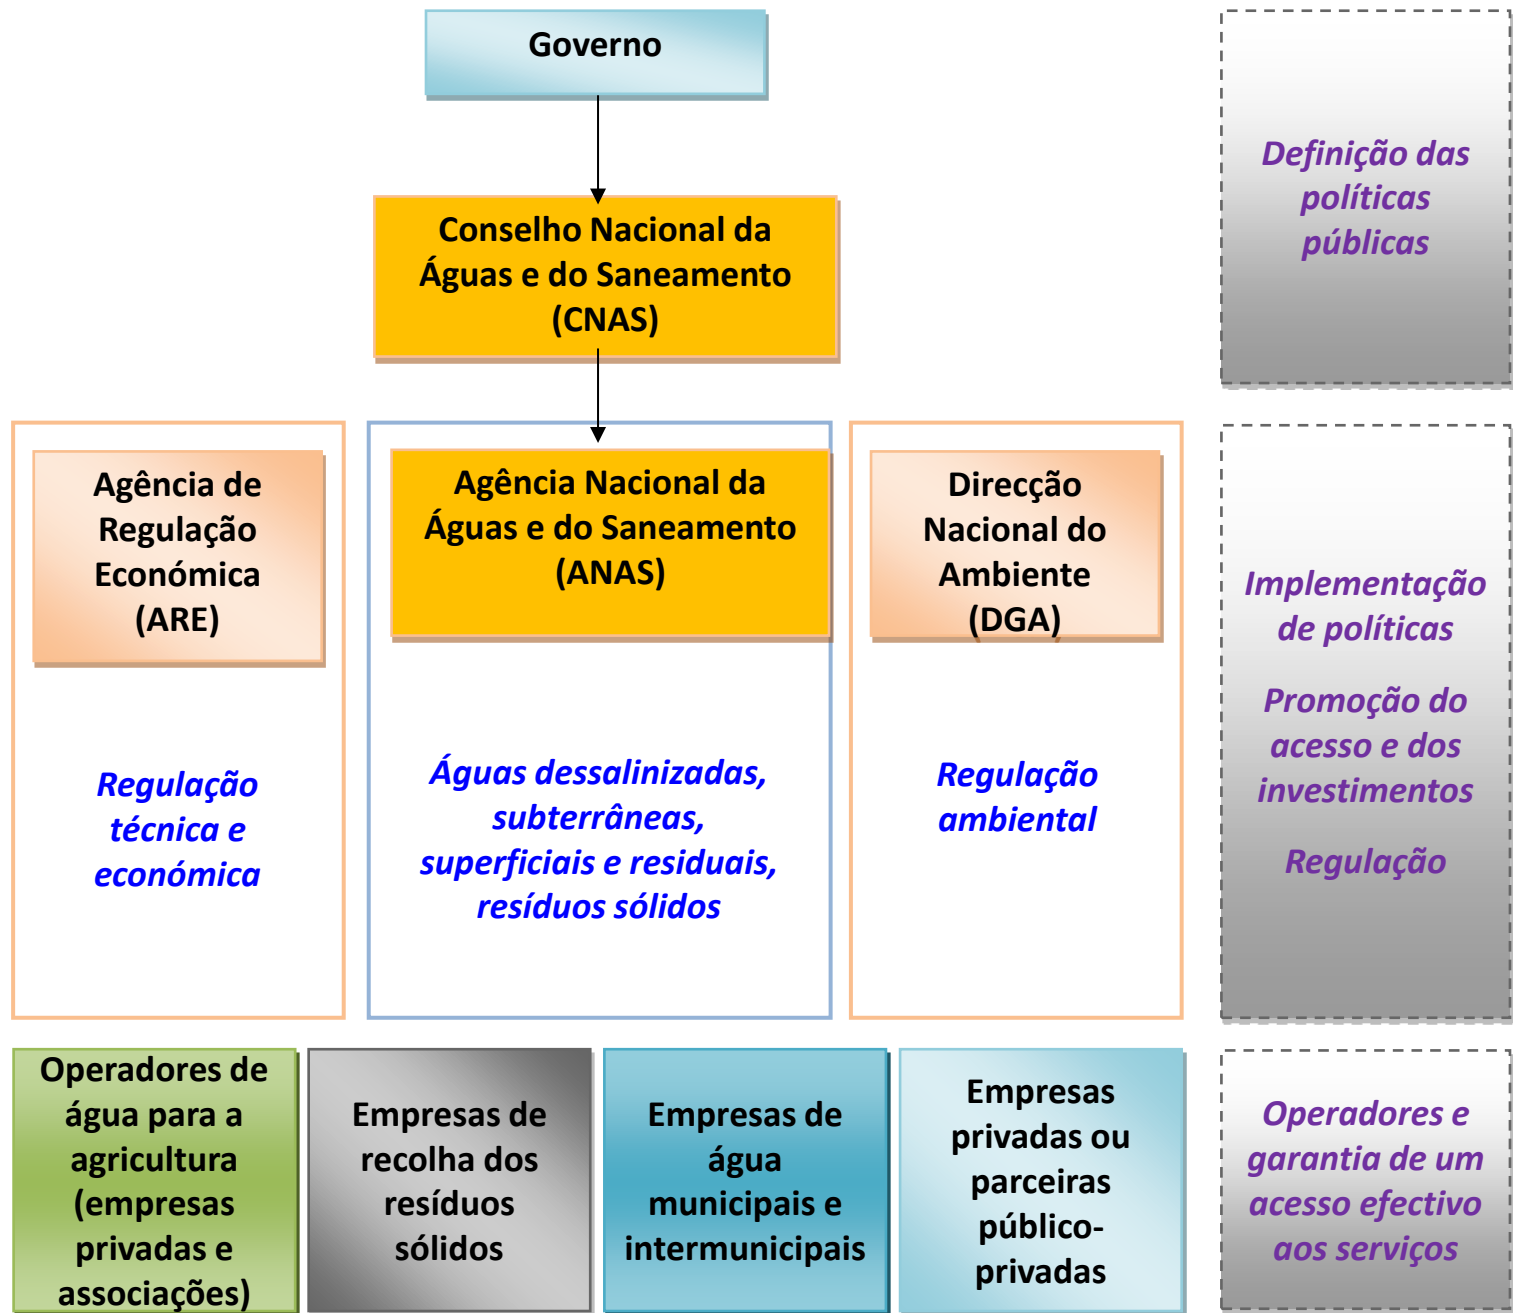 Governo
Definição das
políticas
públicas
Conselho Nacional da
Águas e do Saneamento
(CNAS)
Agência de
Regulação
Económica
(ARE)
Regulação
técnica e
económica
Agência Nacional da
Águas e do Saneamento
(ANAS)
Águas dessalinizadas,
subterrâneas,
superficiais e residuais,
resíduos sólidos
Direcção
Nacional do
Ambiente
(DGA)
Regulação
ambiental
Implementação
de políticas
Promoção do
acesso e dos
investimentos
Regulação
Operadores de
água para a
agricultura
(empresas
privadas e
associações)
Empresas de
recolha dos
resíduos
sólidos
Empresas de
água
municipais e
intermunicipais
Empresas
privadas ou
parceiras
público-
privadas
Operadores e
garantia de um
acesso efectivo
aos serviços